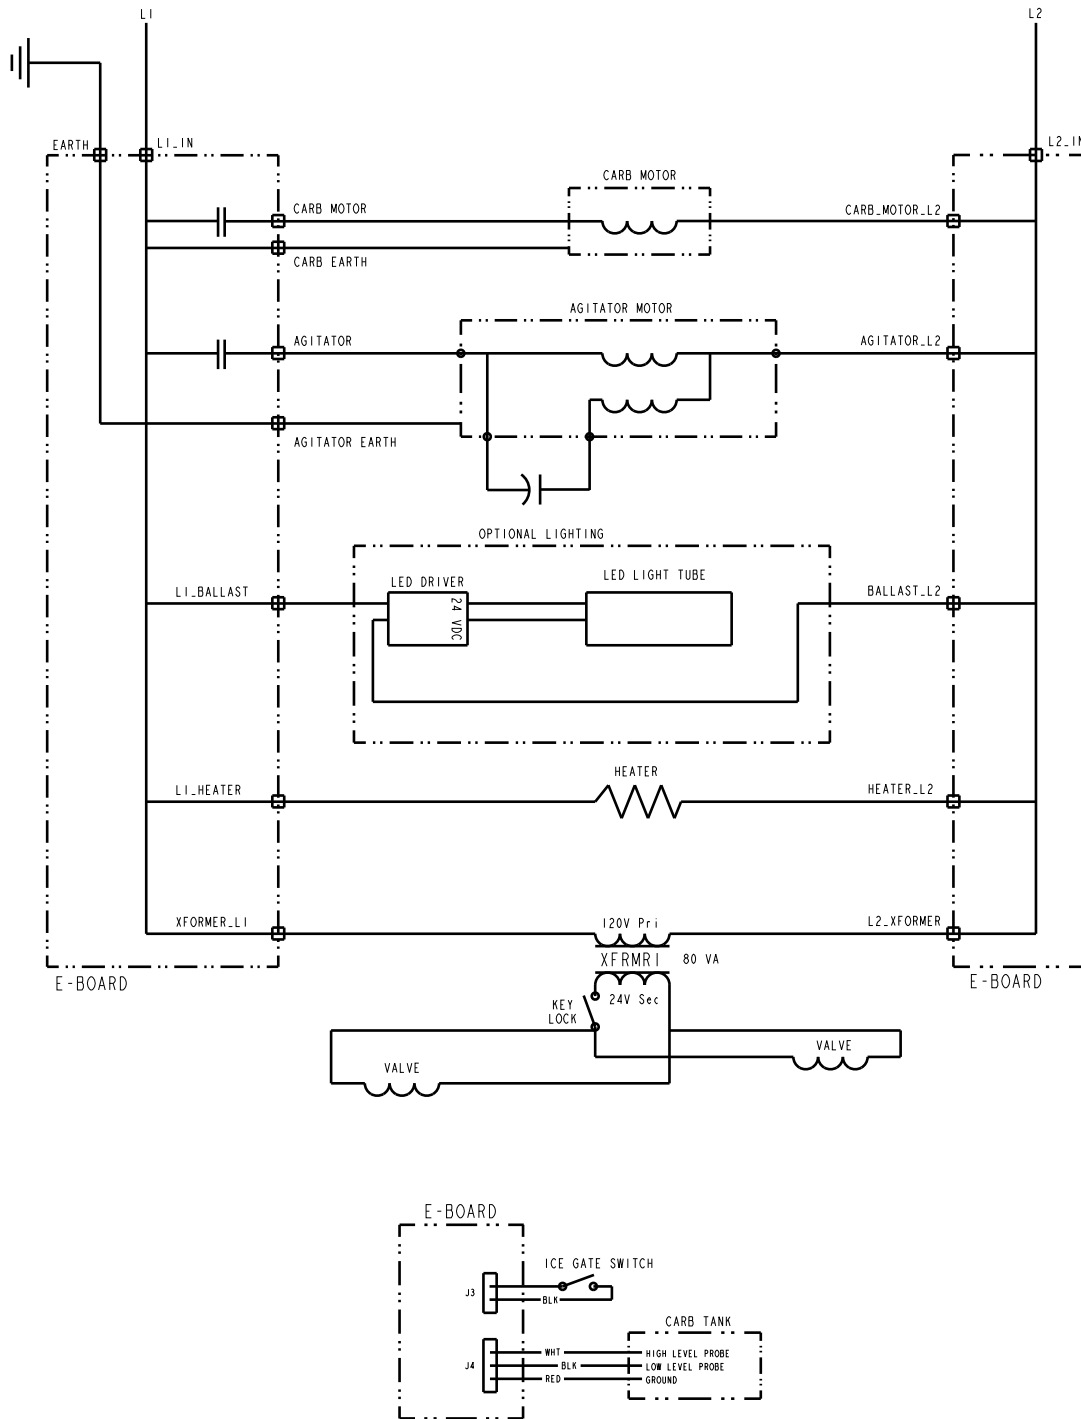 L1
L2
EARTH
L1_IN
L2_IN
CARB MOTOR
CARB MOTOR
CARB_MOTOR_L2
CARB EARTH
AGITATOR MOTOR
AGITATOR
AGITATOR_L2
AGITATOR EARTH
OPTIONAL LIGHTING
LED DRIVER
LED LIGHT TUBE
L1_BALLAST
24 VDC
BALLAST_L2
HEATER
L1_HEATER
HEATER_L2
XFORMER_L1
120V Pri
L2_XFORMER
XFRMR1
80 VA
E-BOARD
E-BOARD
24V Sec
KEY
LOCK
VALVE
VALVE
E-BOARD
ICE GATE SWITCH
J3
BLK
CARB TANK
WHT
HIGH LEVEL PROBE
J4
BLK
LOW LEVEL PROBE
RED
GROUND